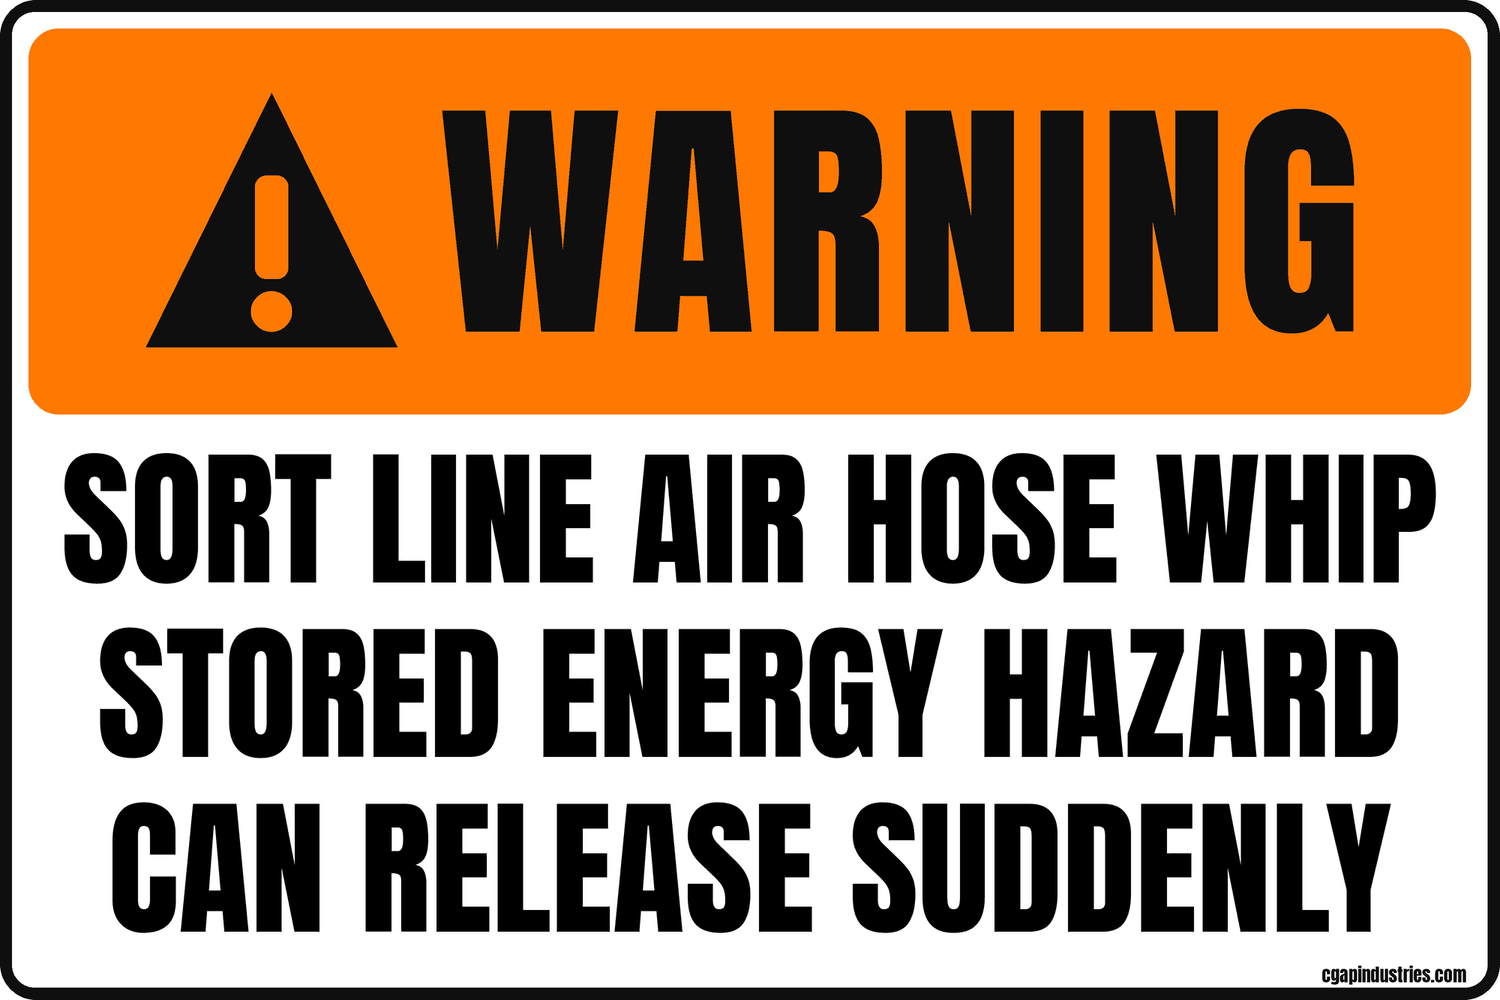 WARNING
SORT LINE AIR HOSE WHIP
STORED ENERGY HAZARD
CAN RELEASE SUDDENLY
cgapindustries.com